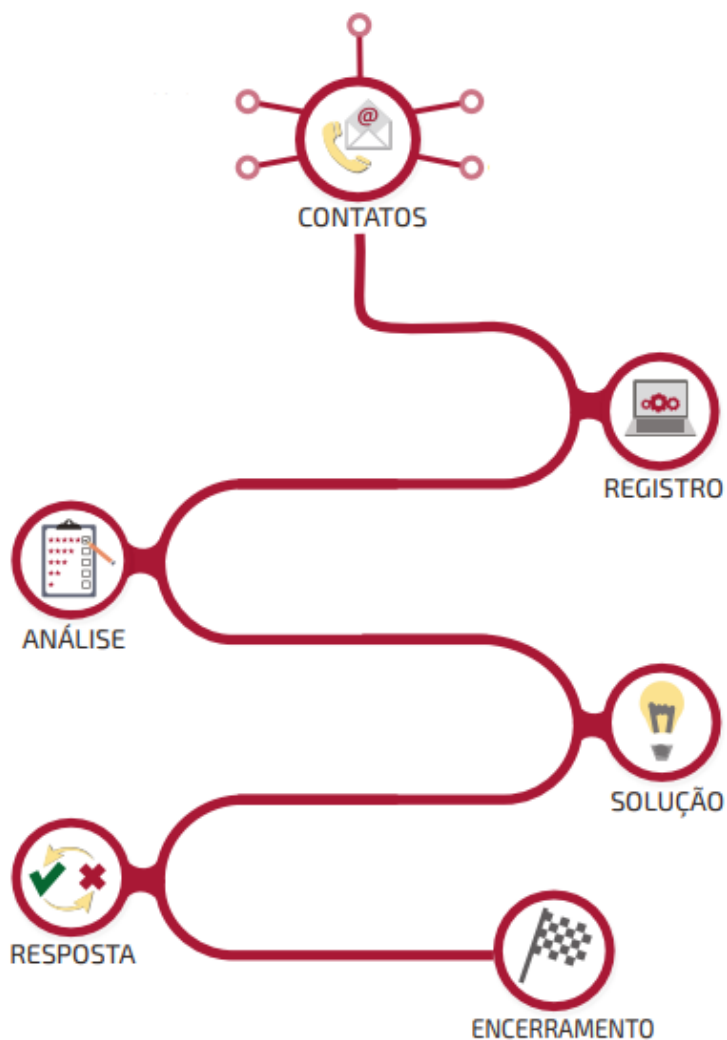 @
CONTATOS
REGISTRO
ANÁLISE
SOLUÇÃO
RESPOSTA
ENCERRAMENTO